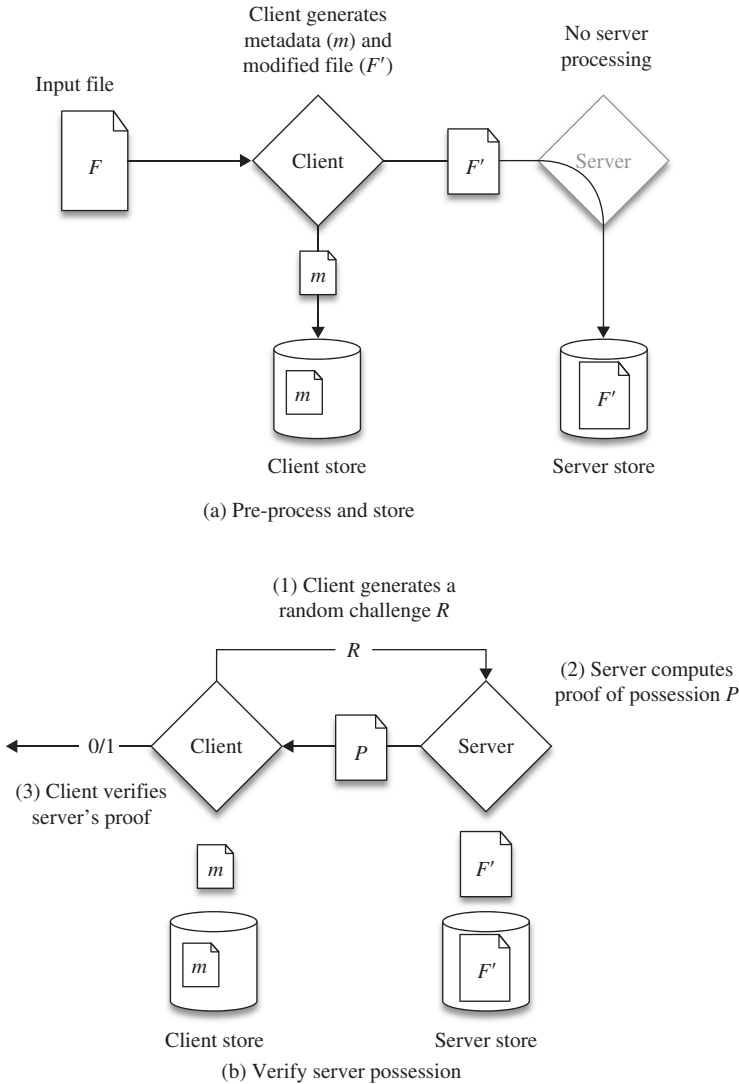 Client generates
metadata (m) and
modified file (F′)
No server
processing
Input file
F
Client
F′
Server
m
m
F′
Client store
Server store
(a) Pre-process and store
(1) Client generates a
random challenge R
R
(2) Server computes
proof of possession P
0/1
Client
P
Server
(3) Client verifies
server’s proof
m
F′
m
F′
Client store
Server store
(b) Verify server possession